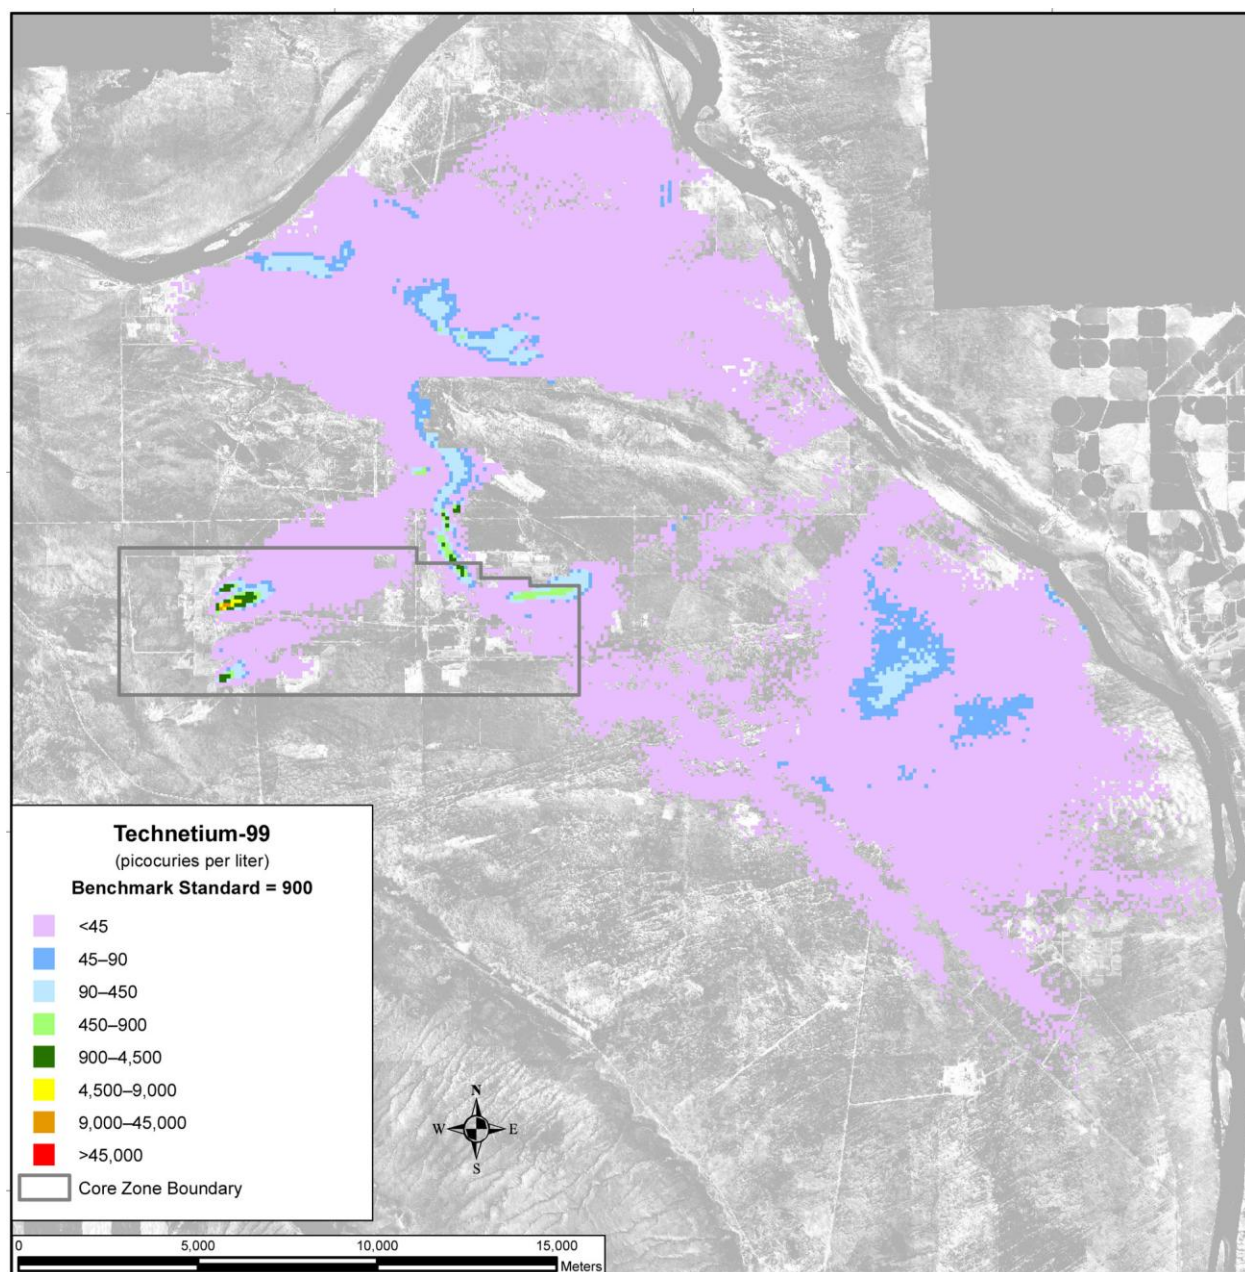 Technetium-99
(picocuries per liter)
Benchmark Standard = 900
<45
45–90
90–450
450–900
900–4,500
4,500–9,000
9,000–45,000
>45,000
Core Zone Boundary
N
W E
S
0 5,000 10,000 15,000
Meters